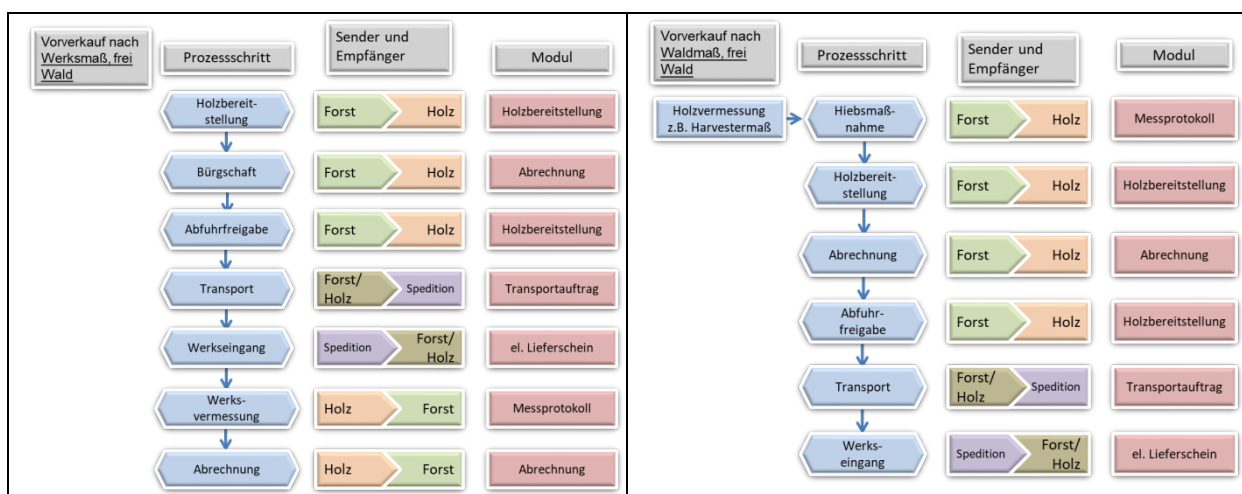 Vorverkauf nach
Werksmaß, frei
Wald
Prozessschritt
Sender und
Empfänger
Modul
Holzbereit-
stellung
Forst
Holz
Holzbereitstellung
Bürgschaft
Forst
Holz
Abrechnung
Abfuhrfreigabe
Forst
Holz
Holzbereitstellung
Transport
Forst/
Holz
Spedition
Transportauftrag
Werkseingang
Spedition
Forst/
Holz
el. Lieferschein
Werks-
vermessung
Holz
Forst
Messprotokoll
Abrechnung
Holz
Forst
Abrechnung
Vorverkauf nach
Waldmaß, frei
Wald
Prozessschritt
Sender und
Empfänger
Modul
Holzvermessung
z.B. Harvestermaß
Hiebsmaß-
nahme
Forst
Holz
Messprotokoll
Holzbereit-
stellung
Forst
Holz
Holzbereitstellung
Abrechnung
Forst
Holz
Abrechnung
Abfuhr-
freigabe
Forst
Holz
Holzbereitstellung
Transport
Forst/
Holz
Spedition
Transportauftrag
Werks-
eingang
Spedition
Forst/
Holz
el. Lieferschein